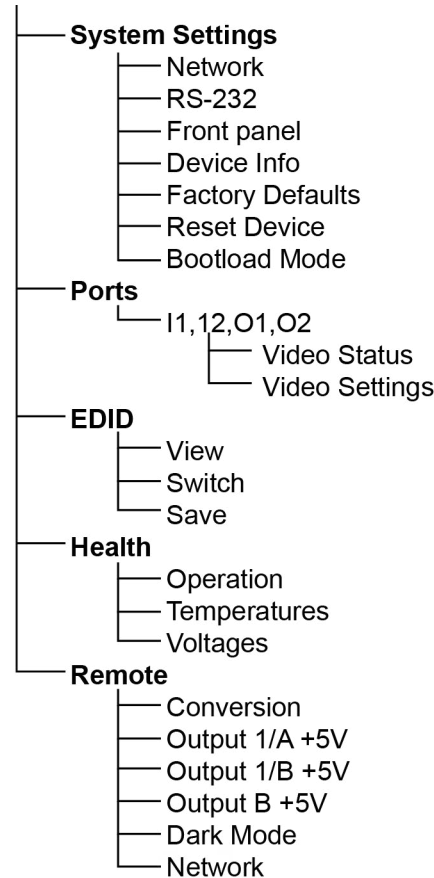 System Settings
Network
RS-232
Front panel
Device Info
Factory Defaults
Reset Device
Bootload Mode
Ports
I1,12,O1,O2
Video Status
Video Settings
EDID
View
Switch
Save
Health
Operation
Temperatures
Voltages
Remote
Conversion
Output 1/A +5V
Output 1/B +5V
Output B +5V
Dark Mode
Network